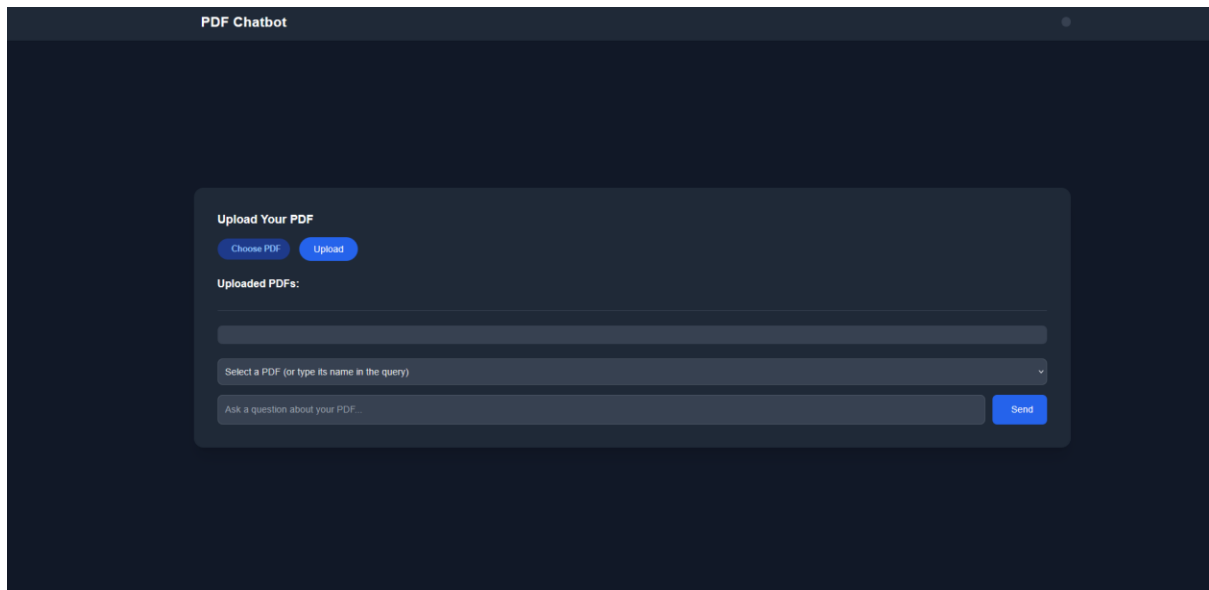 PDF Chatbot
Upload Your PDF
Choose PDF Upload
Uploaded PDFs:
Select a PDF (or type its name in the query)
Ask a question about your PDF... Send